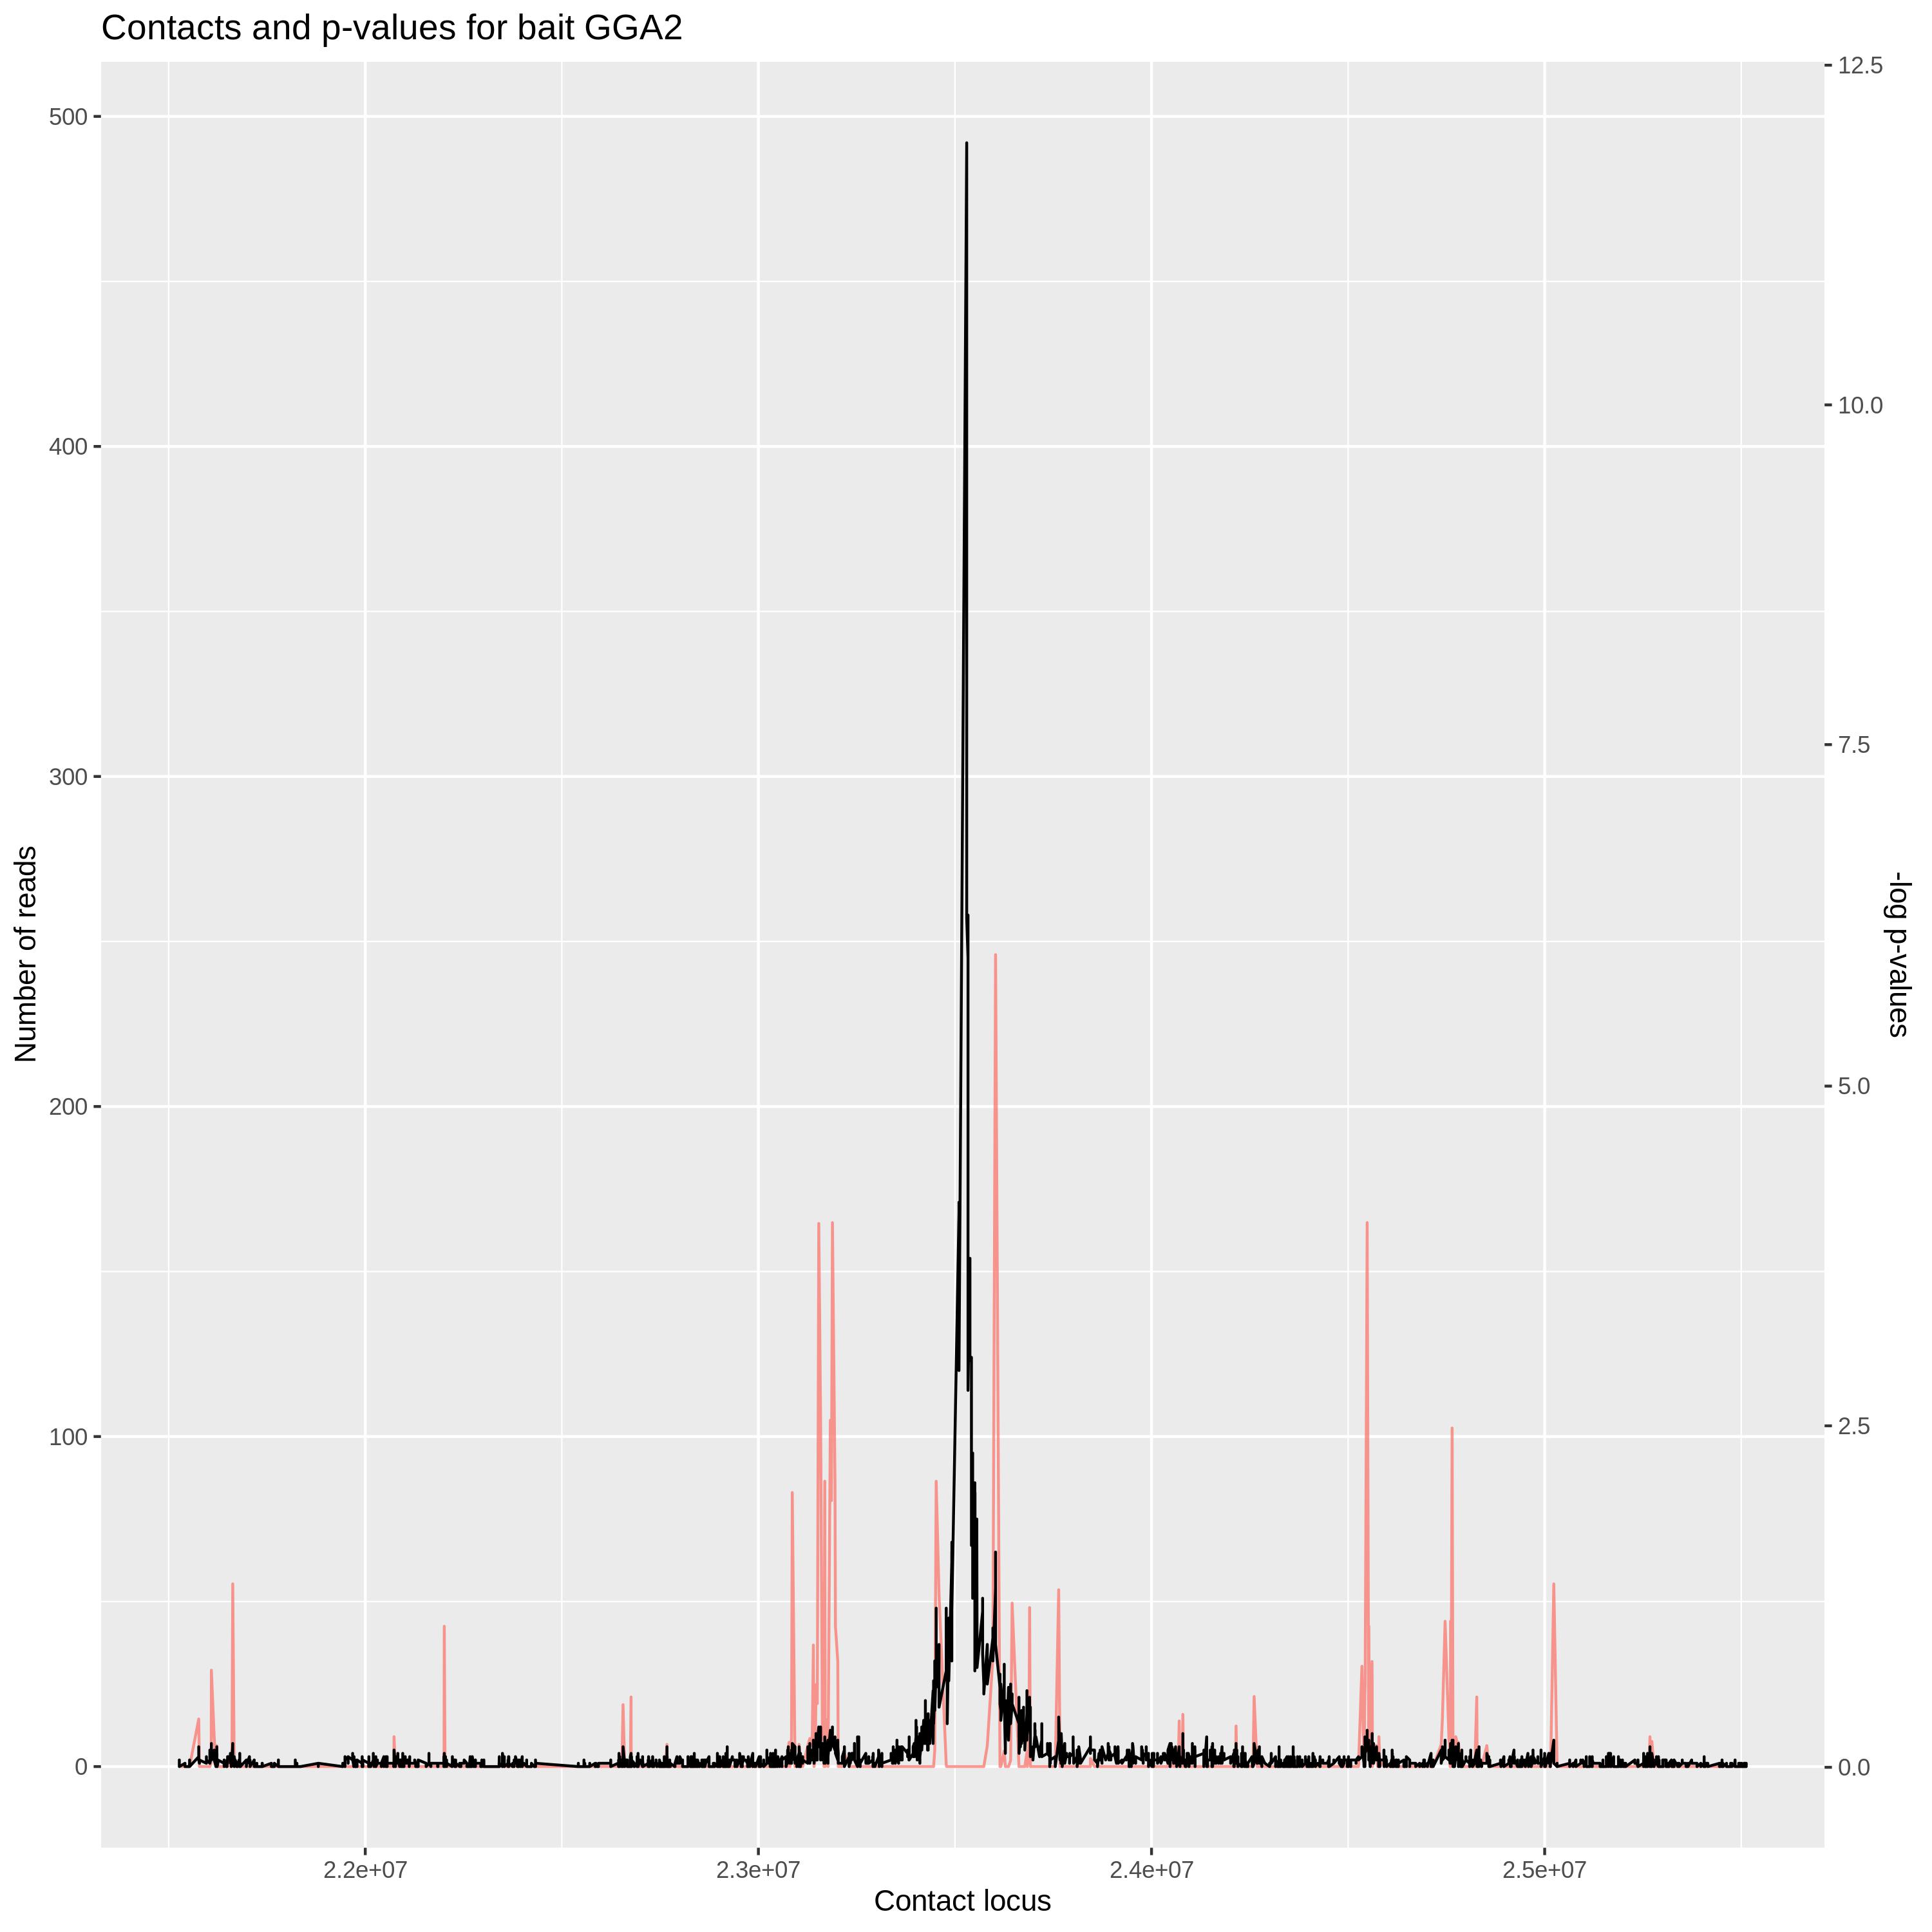 Contacts and p-values for bait GGA2
500
400
300
200
100
0
Number of reads
12.5
10.0
7.5
5.0
2.5
0.0
-log p-values
2.2e+07
2.3e+07
2.4e+07
2.5e+07
Contact locus